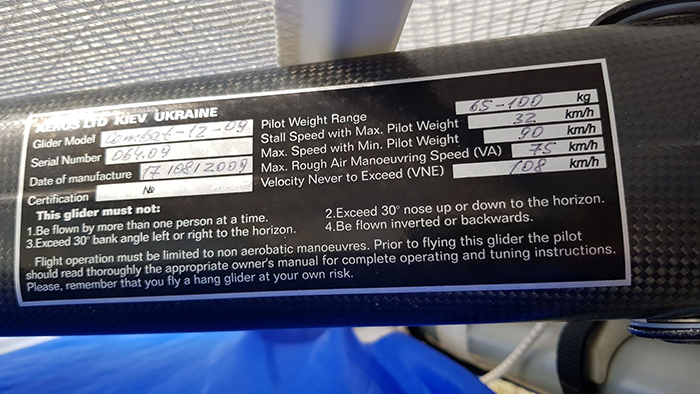 AEROS LTD KIEV UKRAINE
Glider Model Combat-12-09
Serial Number 064.09
Date of manufacture 17 1081 2009
Certification No
Pilot Weight Range 65-100 kg
Stall Speed with Max. Pilot Weight 32 km/h
Max. Speed with Min. Pilot Weight 90 km/h
Max. Rough Air Manoeuvring Speed (VA) 75 km/h
Velocity Never to Exceed (VNE) 108 km/h
This glider must not:
1.Be flown by more than one person at a time.
2.Exceed 30° nose up or down to the horizon.
3.Exceed 30° bank angle left or right to the horizon.
4.Be flown inverted or backwards.
Flight operation must be limited to non aerobatic manoeuvres. Prior to flying this glider the pilot
should read thoroughly the appropriate owner's manual for complete operating and tuning instructions.
Please, remember that you fly a hang glider at your own risk.